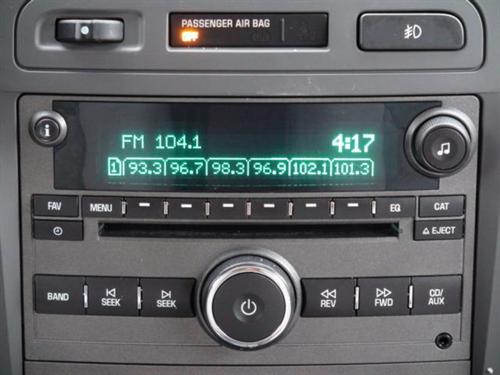 PASSENGER AIR BAG
OFF
FM 104.1 4:17
1 93.3 96.7 98.3 96.9 102.1 101.3
FAV MENU EQ CAT
EJECT
BAND SEEK SEEK REV FWD CD/AUX